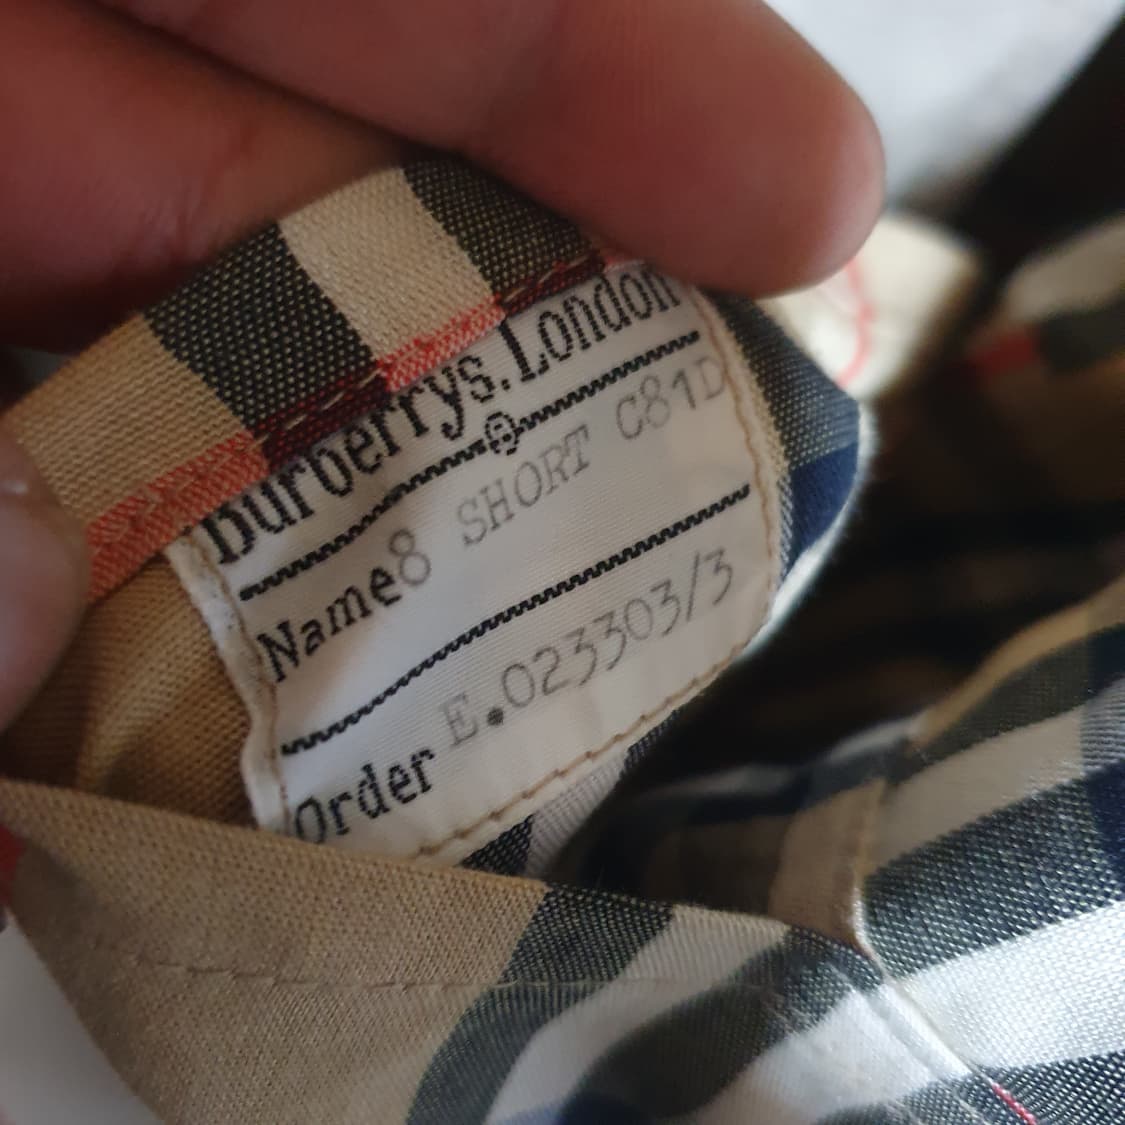 Burberrys.London
Name8 SHORT C81D
Order E.023303/3